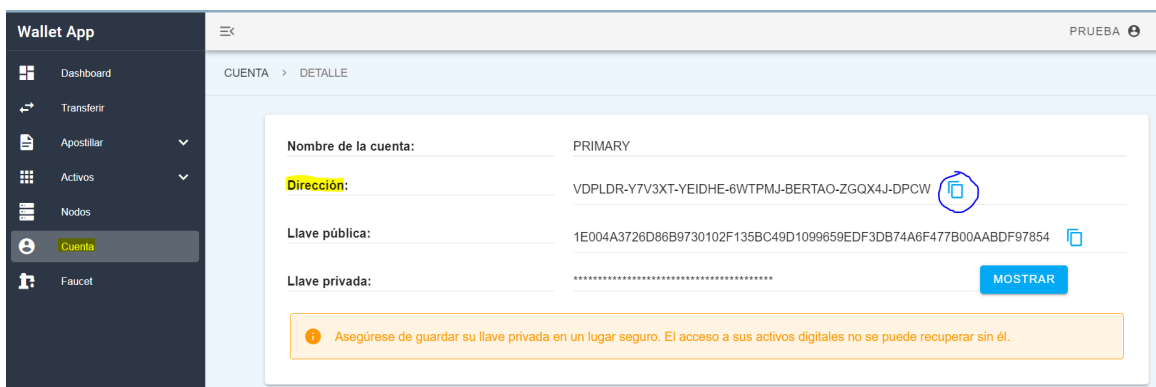 Wallet App
PRUEBA
Dashboard
CUENTA > DETALLE
Transferir
Apostillar
Activos
Nodos
Cuenta
Faucet
Nombre de la cuenta: PRIMARY
Dirección: VDPLDR-Y7V3XT-YEIDHE-6WTPMJ-BERTAO-ZGQX4J-DPCW
Llave pública: 1E004A3726D86B9730102F135BC49D1099659EDF3DB74A6F477B00AABDF97854
Llave privada: ***************************************** MOSTRAR
Asegúrese de guardar su llave privada en un lugar seguro. El acceso a sus activos digitales no se puede recuperar sin él.